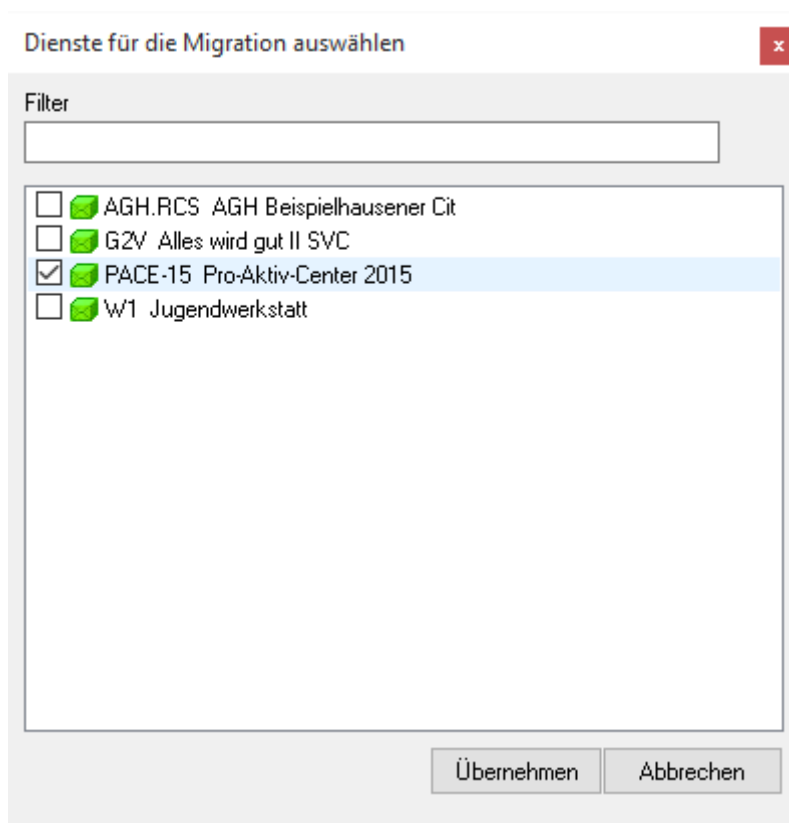 Dienste für die Migration auswählen
x
Filter
AGH.RCS AGH Beispielhausener Cit
G2V Alles wird gut II SVC
PACE-15 Pro-Aktiv-Center 2015
W1 Jugendwerkstatt
Übernehmen Abbrechen